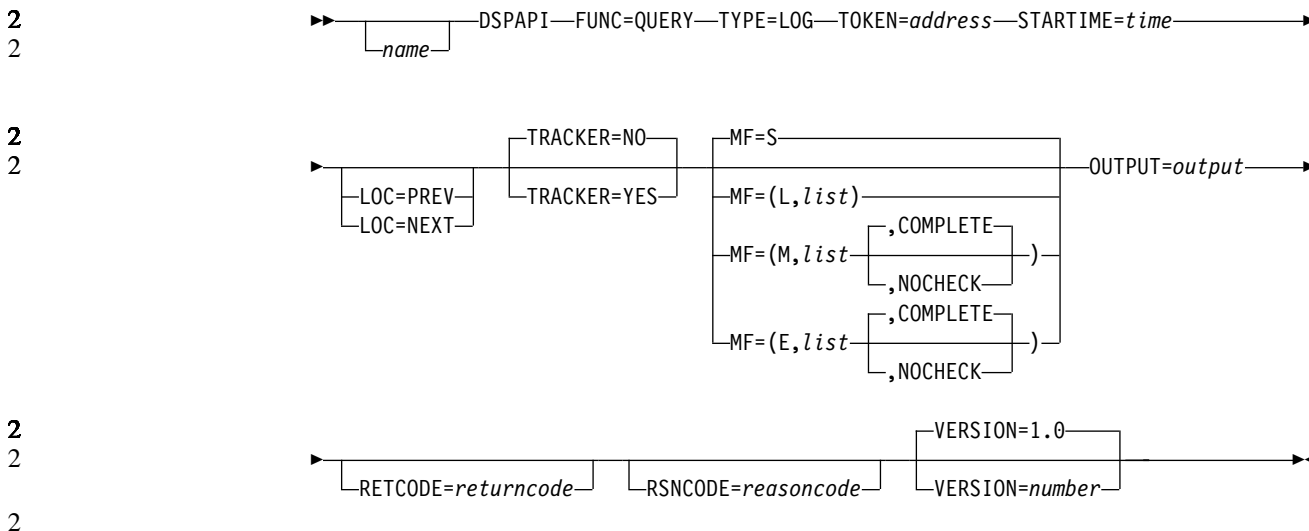 2 DSPAPI FUNC=QUERY TYPE=LOG TOKEN=address STARTIME=time
2 name
2 TRACKER=NO MF=S
2 OUTPUT=output
LOC=PREV TRACKER=YES MF=(L,list)
LOC=NEXT ,COMPLETE
MF=(M,list )
,NOCHECK
,COMPLETE
MF=(E,list )
,NOCHECK
2 VERSION=1.0
2
RETCODE=returncode RSNCODE=reasoncode VERSION=number
2